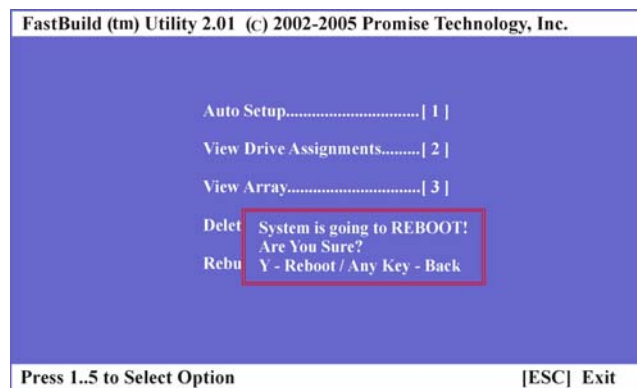 FastBuild (tm) Utility 2.01 (C) 2002-2005 Promise Technology, Inc.
Auto Setup................................[ 1 ]
View Drive Assignments.........[ 2 ]
View Array................................[ 3 ]
Delet
System is going to REBOOT!
Are You Sure?
Rebu
Y - Reboot / Any Key - Back
Press 1..5 to Select Option [ESC] Exit